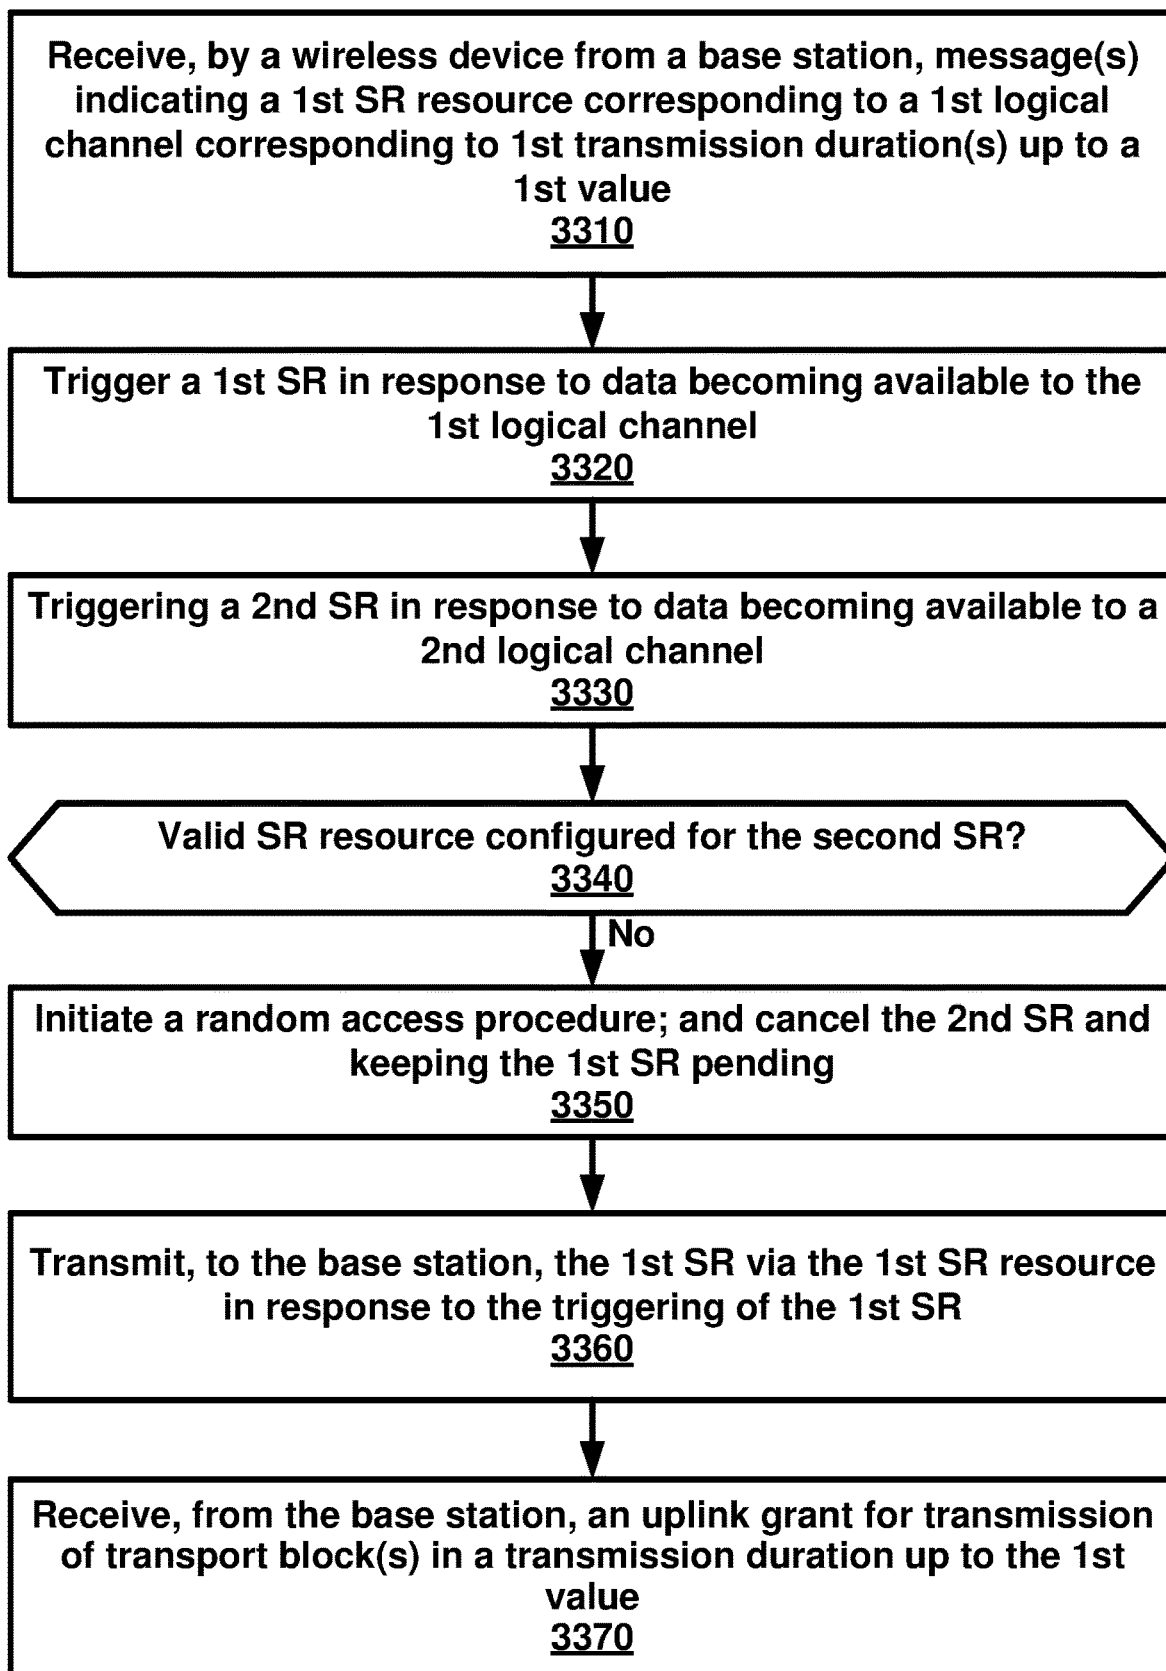 Receive, by a wireless device from a base station, message(s)
indicating a 1st SR resource corresponding to a 1st logical
channel corresponding to 1st transmission duration(s) up to a
1st value
3310
Trigger a 1st SR in response to data becoming available to the
1st logical channel
3320
Triggering a 2nd SR in response to data becoming available to a
2nd logical channel
3330
Valid SR resource configured for the second SR?
3340
No
Initiate a random access procedure; and cancel the 2nd SR and
keeping the 1st SR pending
3350
Transmit, to the base station, the 1st SR via the 1st SR resource
in response to the triggering of the 1st SR
3360
Receive, from the base station, an uplink grant for transmission
of transport block(s) in a transmission duration up to the 1st
value
3370